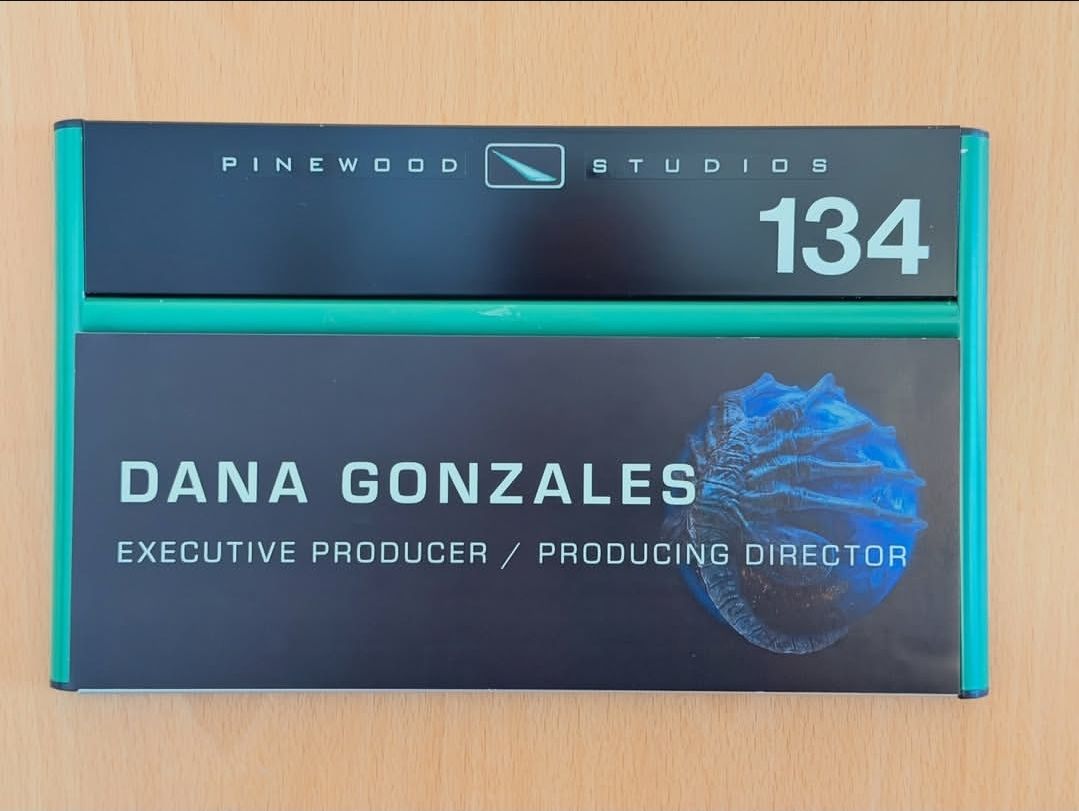 PINEWOOD STUDIOS
134
DANA GONZALES
EXECUTIVE PRODUCER / PRODUCING DIRECTOR